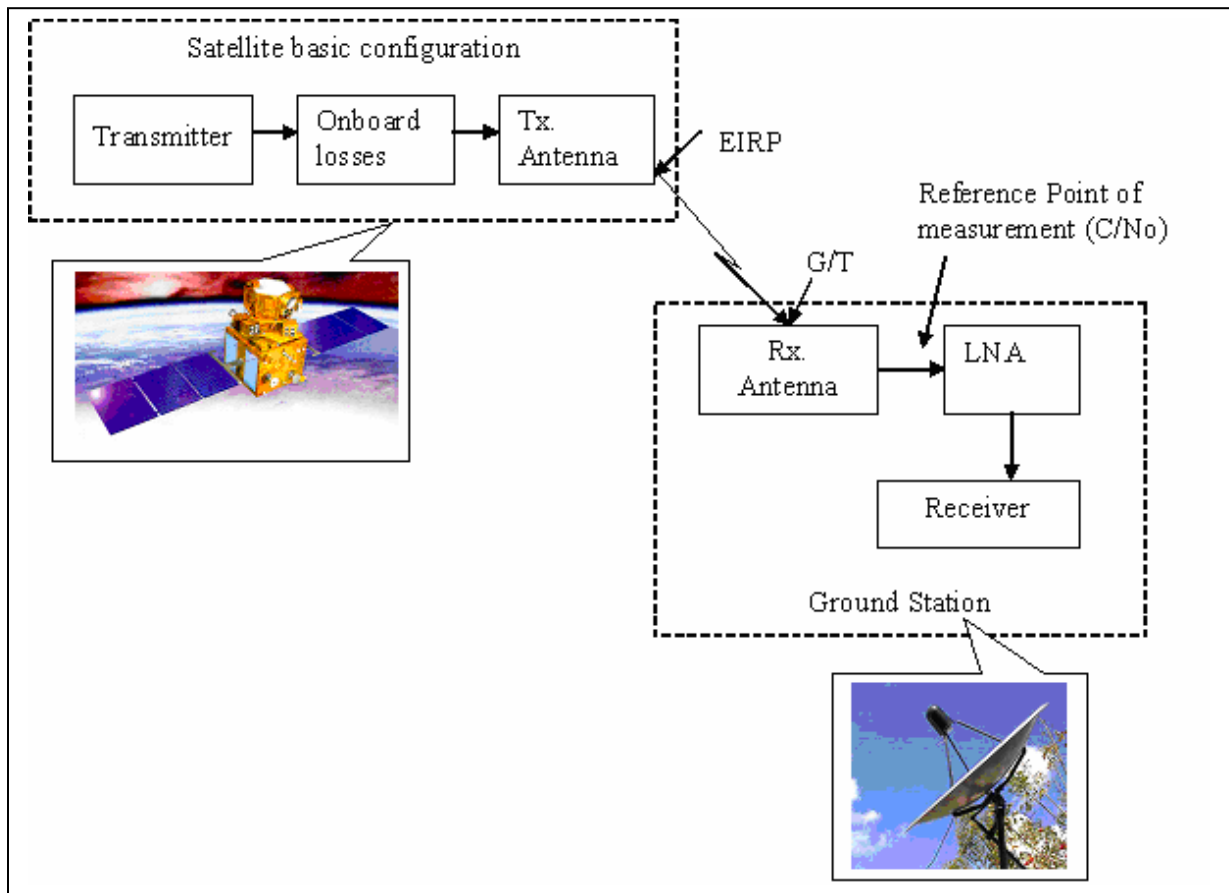 Satellite basic configuration
Transmitter
Onboard
losses
Tx.
Antenna
EIRP
Reference Point of
measurement (C/No)
G/T
Rx.
Antenna
LNA
Receiver
Ground Station